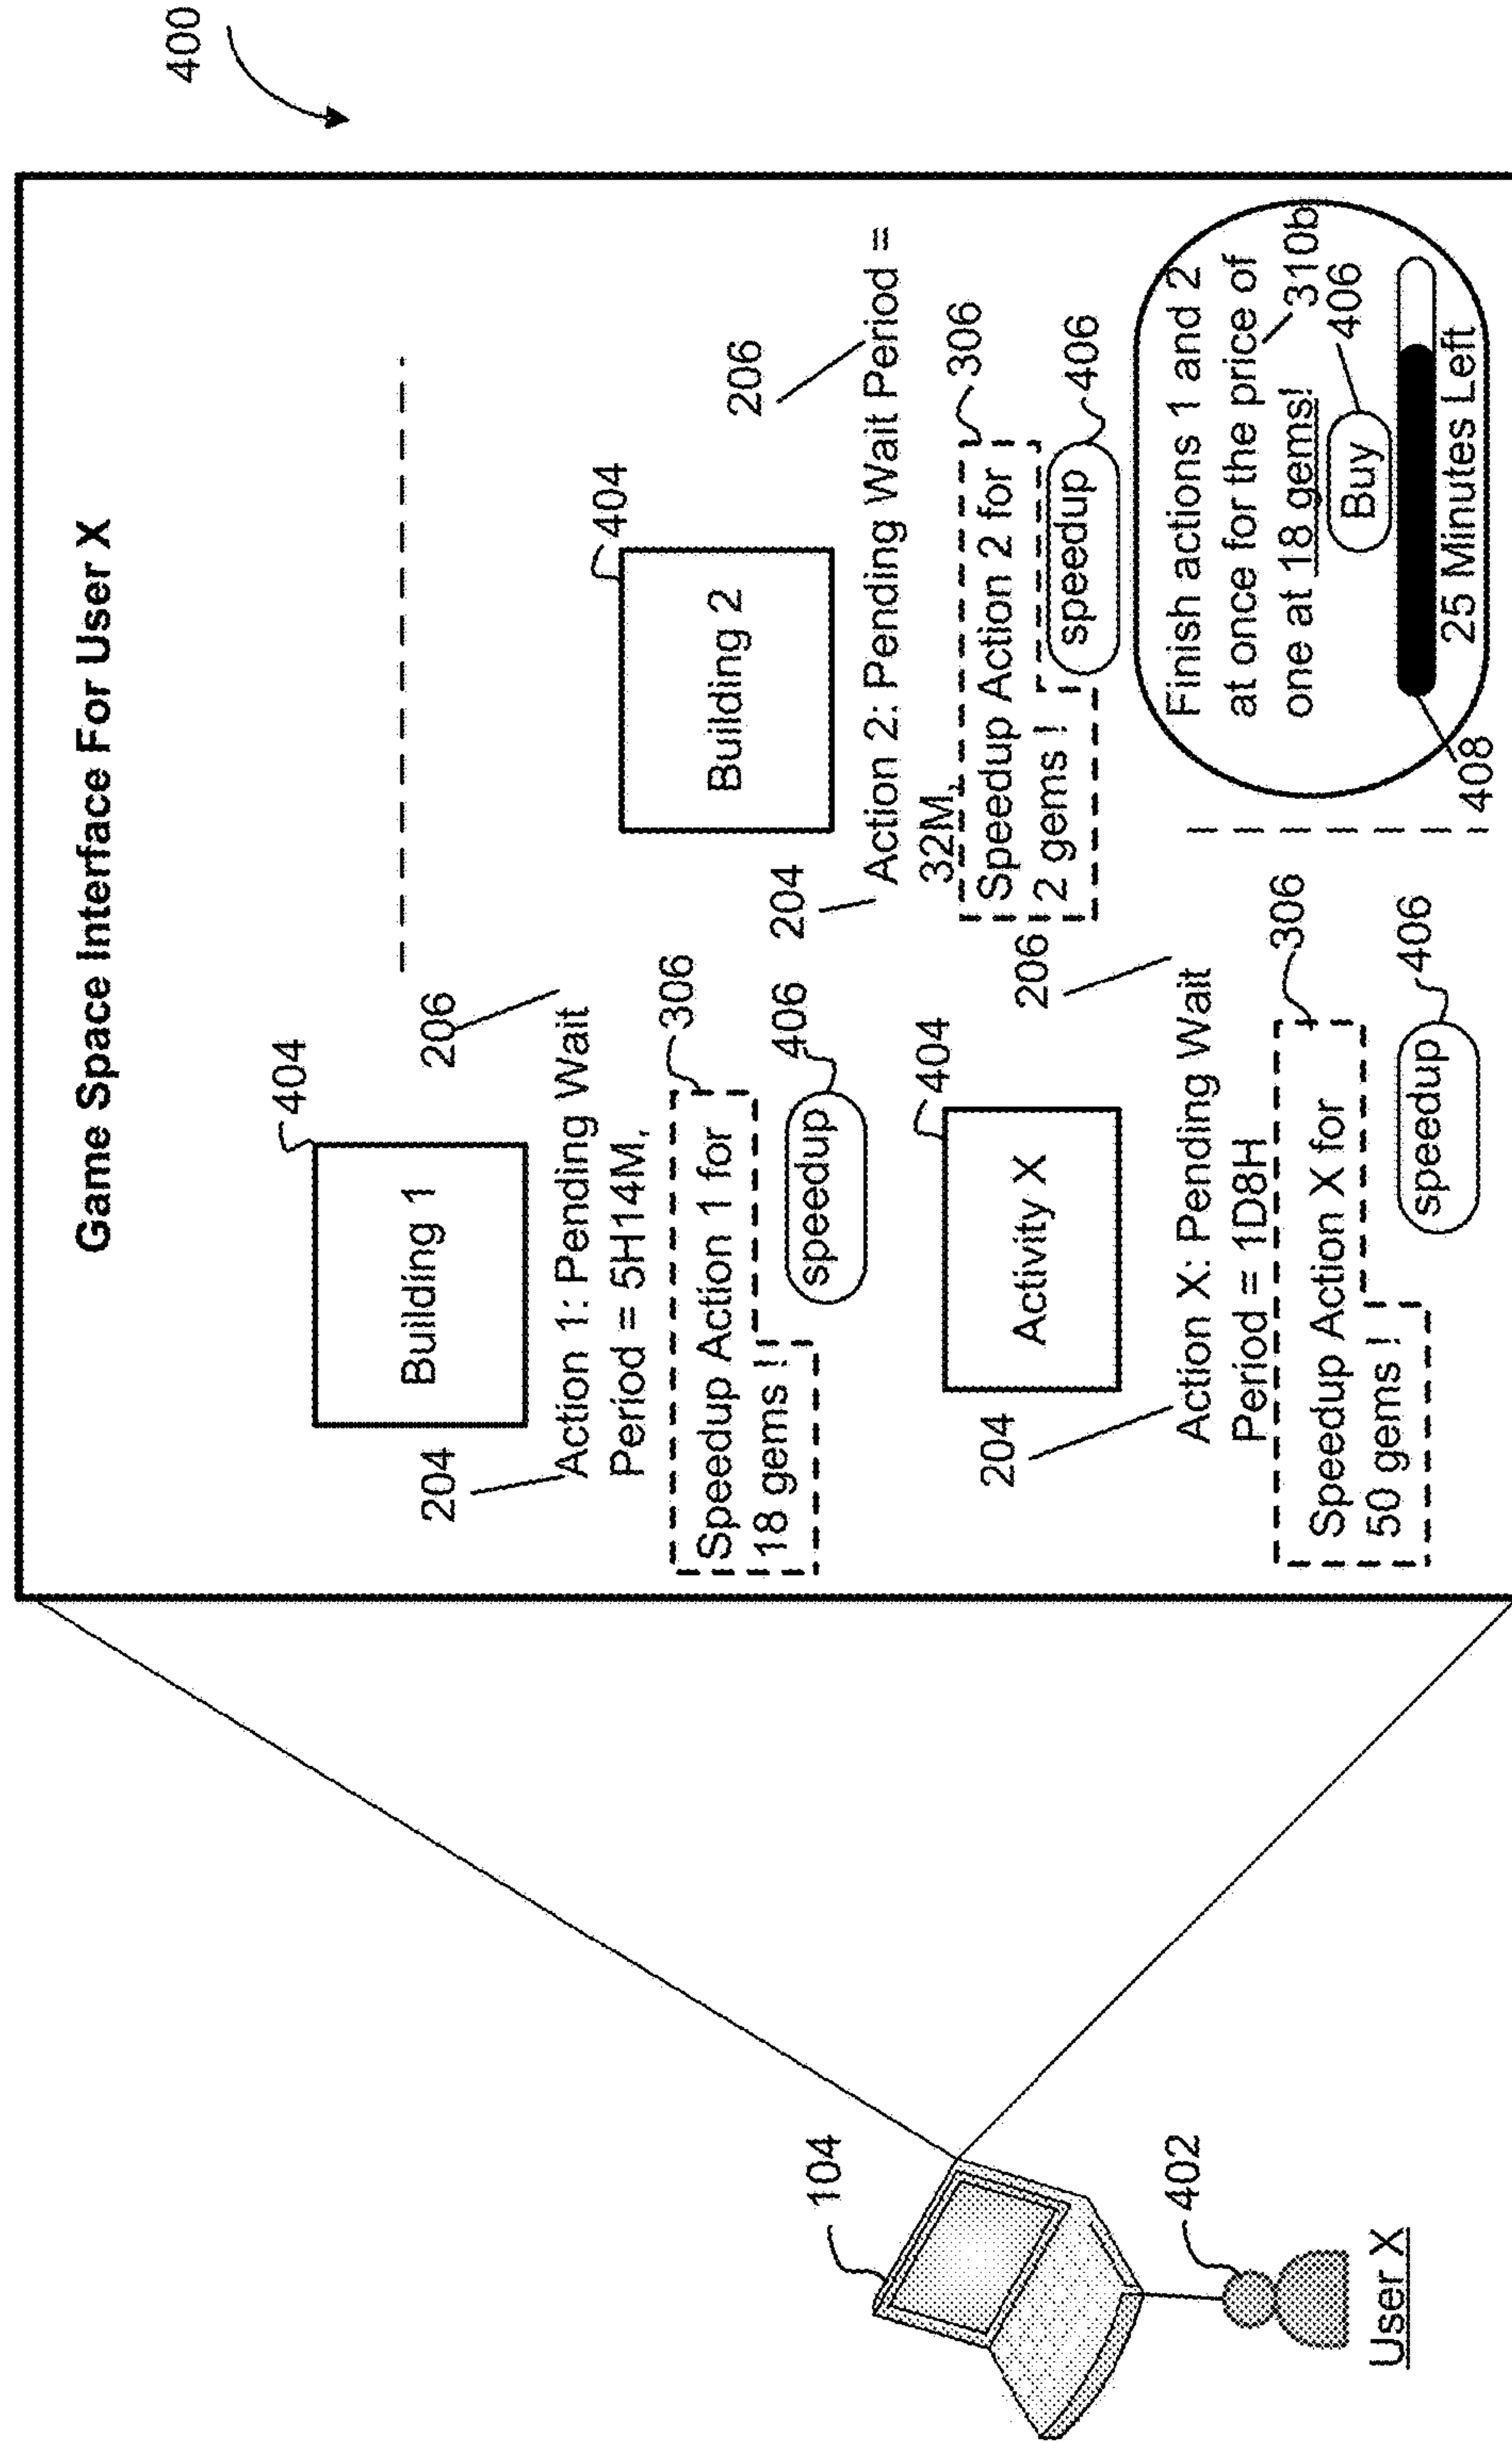 400
Game Space Interface For User X
404
Building 1
206
204
Action 1: Pending Wait
Period = 5H14M,
306
Speedup Action 1 for
18 gems !
406
speedup
404
Building 2
206
204
Action 2: Pending Wait Period =
32M,
306
Speedup Action 2 for
2 gems !
406
speedup
404
Activity X
206
204
Action X: Pending Wait
Period = 1D8H
306
Speedup Action X for
50 gems !
406
speedup
Finish actions 1 and 2
at once for the price of
one at 18 gems!
310b
406
Buy
25 Minutes Left
408
104
402
User X